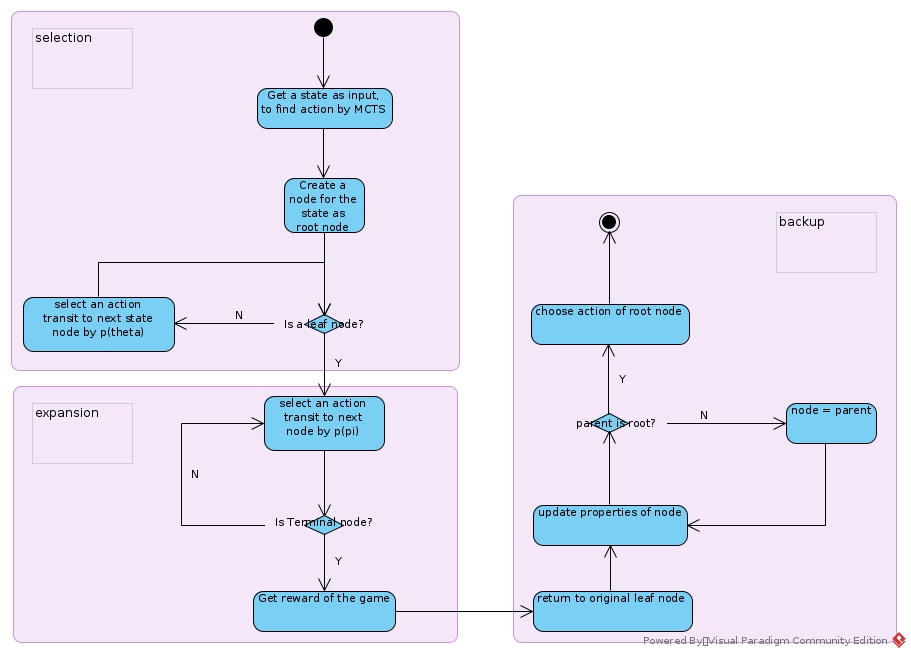 selection
Get a state as input,
to find action by MCTS
Create a
node for the
state as
root node
select an action
transit to next state
node by p(theta)
N
Is a leaf node?
Y
expansion
select an action
transit to next
node by p(pi)
N
Is Terminal node?
Y
Get reward of the game
backup
choose action of root node
Y
parent is root?
N
node = parent
update properties of node
return to original leaf node
Powered By▯Visual Paradigm Community Edition